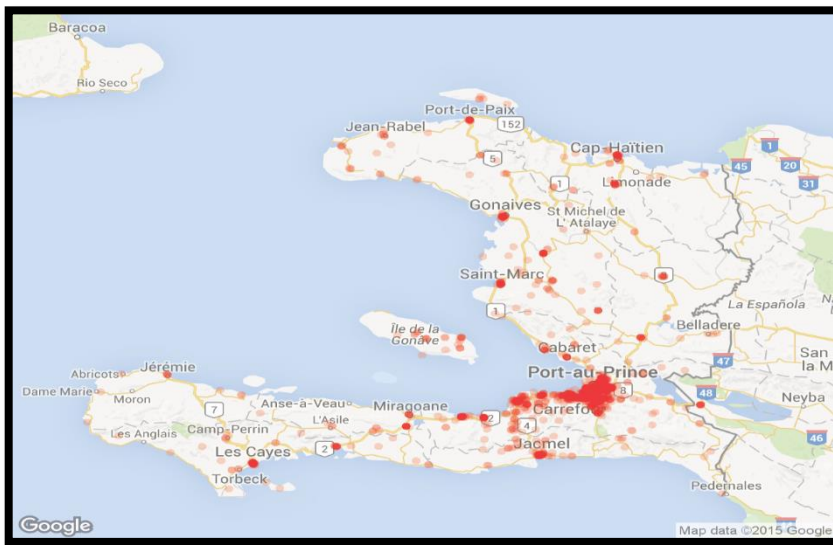 Baracoa
Rio Seco
Port-de-Paix
Jean-Rabel
152
Cap-Haïtien
1
45
20
31
5
1
Limonade
Gonaives
St Michel de
L' Atalaye
Saint-Marc
1
La Española
Île de la
Gonâve
Cabaret
Belladere
San
la M
47
Port-au-Prince
Abricots
Jérémie
Dame Marie
Moron
Anse-à-Veau
Miragoane
8
48
Neyba
7
L'Asile
2
Carrefo
4
46
Les Anglais
Camp-Perrin
Les Cayes
2
Jacmel
Torbeck
Pedernales
Google
Map data ©2015 Google